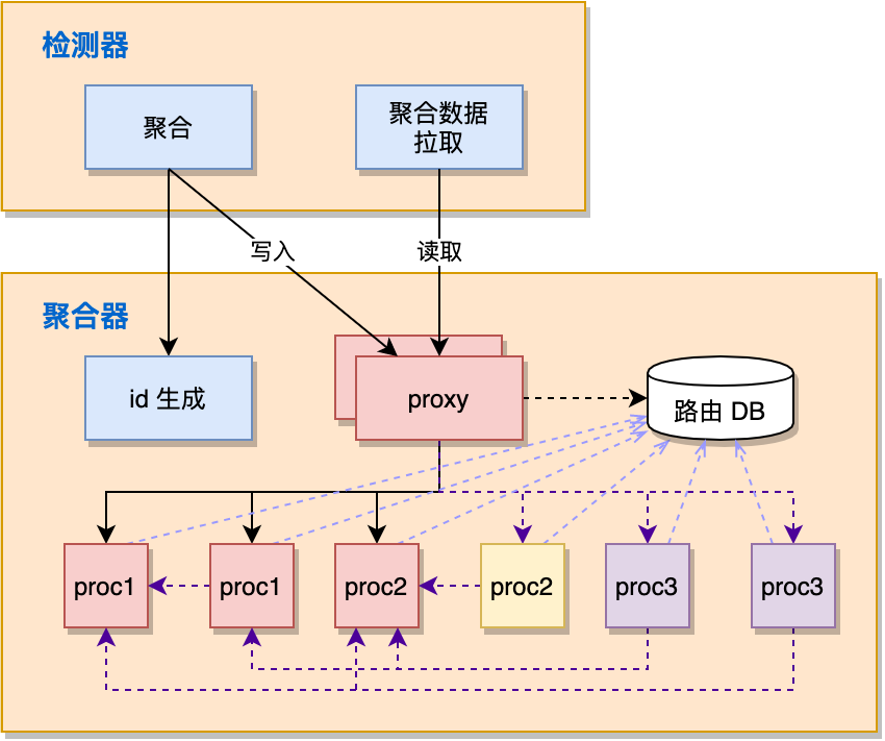 检测器
聚合
聚合数据
拉取
写入
读取
聚合器
id 生成
proxy
路由 DB
proc1
proc1
proc2
proc2
proc3
proc3